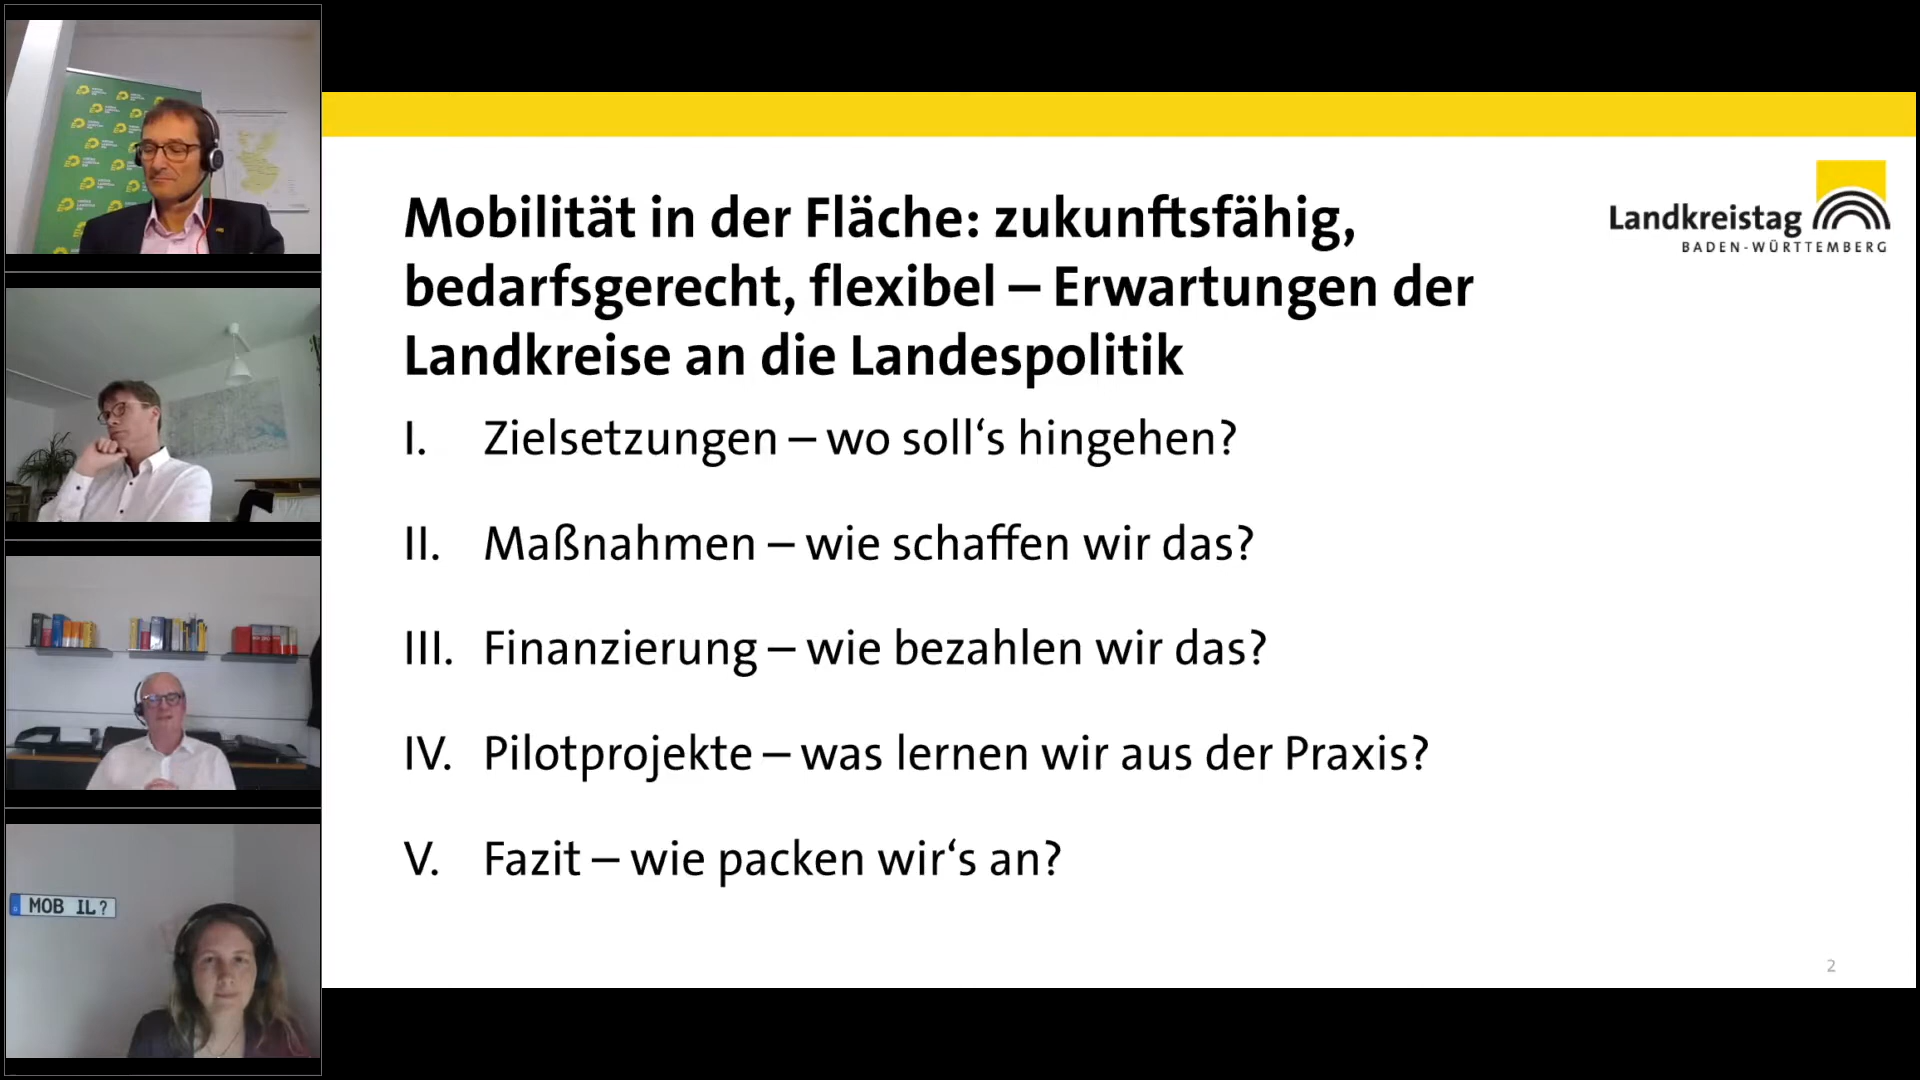 Mobilität in der Fläche: zukunftsfähig,
bedarfsgerecht, flexibel – Erwartungen der
Landkreise an die Landespolitik
Landkreistag
BADEN-WÜRTTEMBERG
I. Zielsetzungen – wo soll‘s hingehen?
II. Maßnahmen – wie schaffen wir das?
III. Finanzierung – wie bezahlen wir das?
IV. Pilotprojekte – was lernen wir aus der Praxis?
V. Fazit – wie packen wir‘s an?
2
MOB IL?